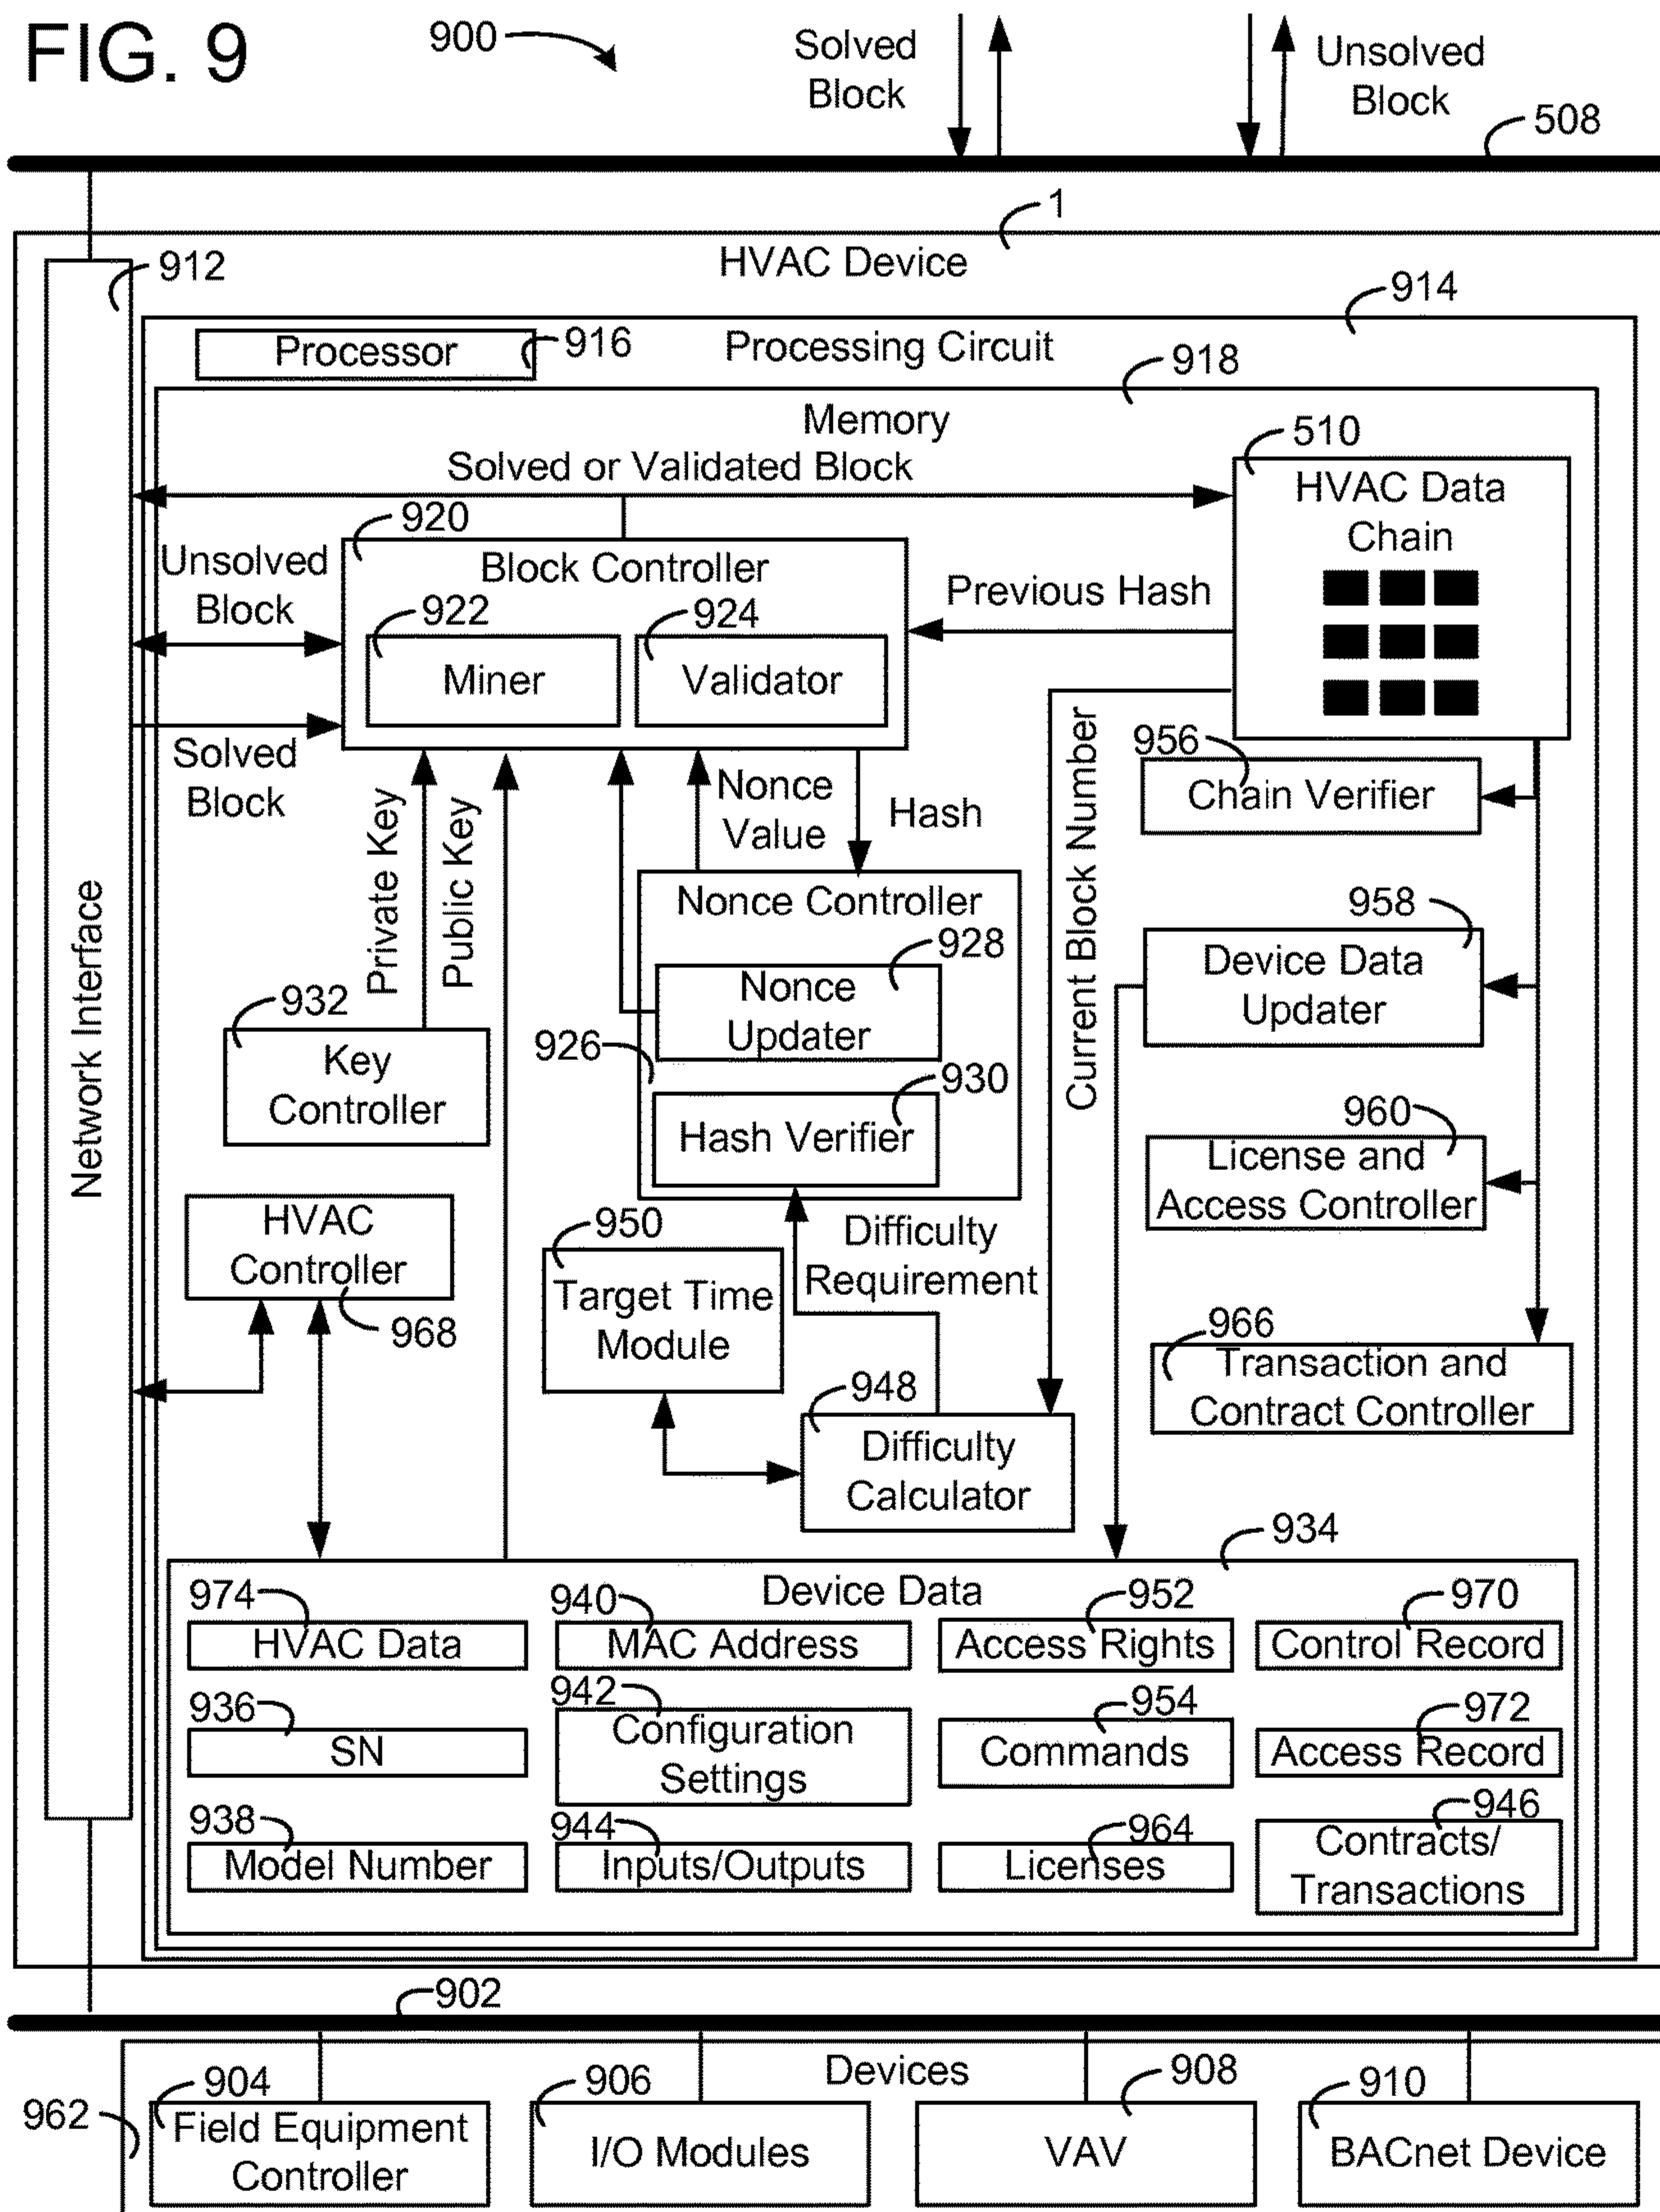 FIG. 9
900
Solved
Block
Unsolved
Block
508
1
HVAC Device
912
914
Processor
916
Processing Circuit
918
Memory
Solved or Validated Block
510
HVAC Data
Chain
920
Block Controller
Unsolved
Block
922
Miner
924
Validator
Previous Hash
Solved
Block
956
Chain Verifier
Private Key
Public Key
Nonce
Value
Hash
Current Block Number
Network Interface
Nonce Controller
928
Nonce
Updater
926
930
Hash Verifier
958
Device Data
Updater
932
Key
Controller
960
License and
Access Controller
HVAC
Controller
968
950
Target Time
Module
Difficulty
Requirement
966
Transaction and
Contract Controller
948
Difficulty
Calculator
934
Device Data
974
HVAC Data
940
MAC Address
952
Access Rights
970
Control Record
936
SN
942
Configuration
Settings
954
Commands
972
Access Record
938
Model Number
944
Inputs/Outputs
964
Licenses
946
Contracts/
Transactions
902
Devices
962
904
Field Equipment
Controller
906
I/O Modules
908
VAV
910
BACnet Device